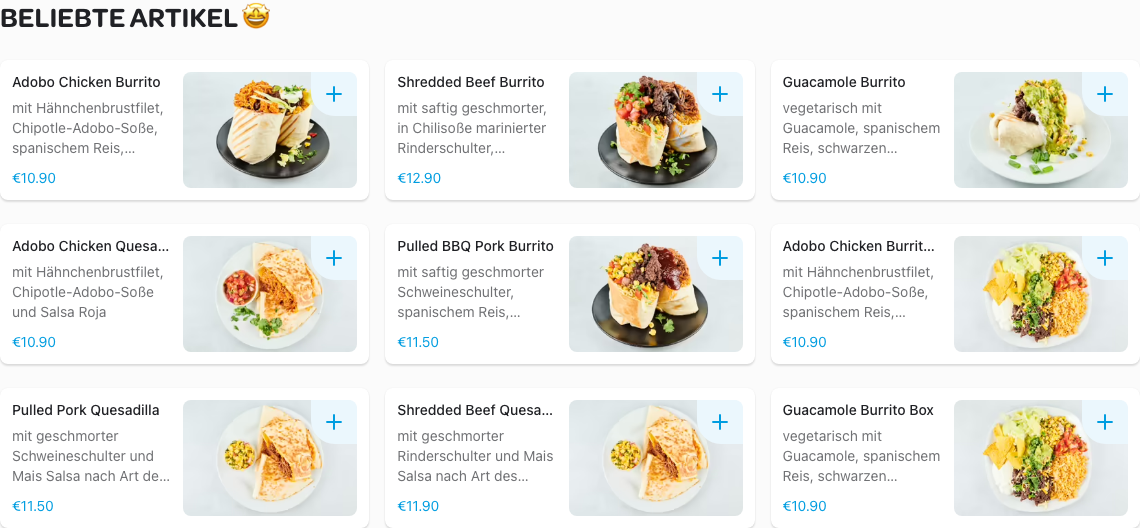 BELIEBTE ARTIKEL 🤩
Adobo Chicken Burrito
mit Hähnchenbrustfilet,
Chipotle-Adobo-Soße,
spanischem Reis,...
€10.90
Shredded Beef Burrito
mit saftig geschmorter,
in Chilisoße marinierter
Rinderschulter,...
€12.90
Guacamole Burrito
vegetarisch mit
Guacamole, spanischem
Reis, schwarzen...
€10.90
Adobo Chicken Quesa...
mit Hähnchenbrustfilet,
Chipotle-Adobo-Soße
und Salsa Roja
€10.90
Pulled BBQ Pork Burrito
mit saftig geschmorter
Schweineschulter,
spanischem Reis,...
€11.50
Adobo Chicken Burrit...
mit Hähnchenbrustfilet,
Chipotle-Adobo-Soße,
spanischem Reis,...
€10.90
Pulled Pork Quesadilla
mit geschmorter
Schweineschulter und
Mais Salsa nach Art de...
€11.50
Shredded Beef Quesa...
mit geschmorter
Rinderschulter und Mais
Salsa nach Art des...
€11.90
Guacamole Burrito Box
vegetarisch mit
Guacamole, spanischem
Reis, schwarzen...
€10.90